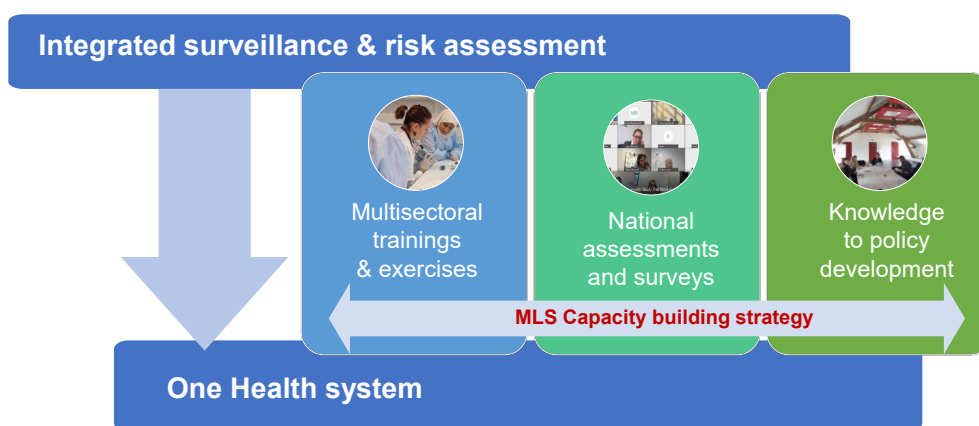 Integrated surveillance & risk assessment
Multisectoral
trainings
& exercises
National
assessments
and surveys
Knowledge
to policy
development
MLS Capacity building strategy
One Health system